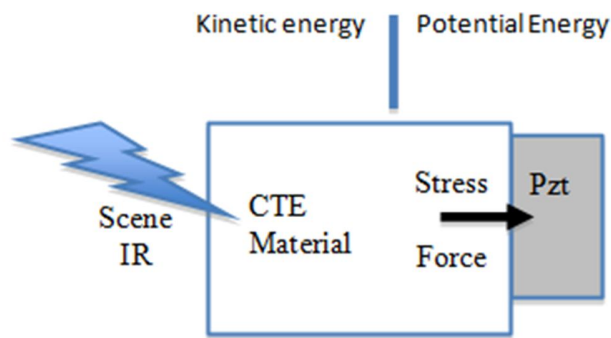 Kinetic energy
Potential Energy
Scene
IR
CTE
Material
Stress
Force
Pzt